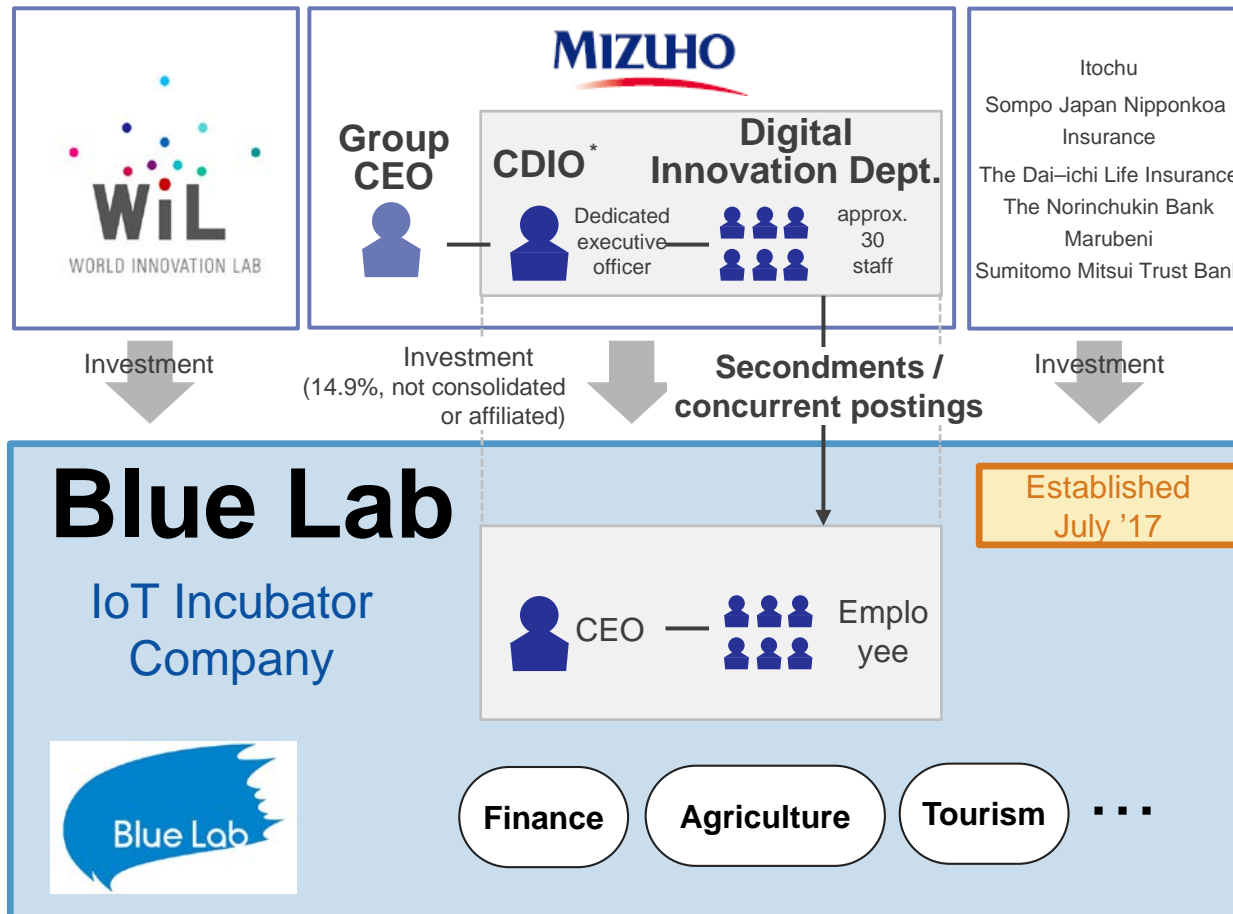 WiL
WORLD INNOVATION LAB
MIZUHO
Group
CEO
CDIO*
Dedicated
executive
officer
Digital
Innovation Dept.
approx.
30
staff
Itochu
Sompo Japan Nipponkoa
Insurance
The Dai–ichi Life Insurance
The Norinchukin Bank
Marubeni
Sumitomo Mitsui Trust Bank
Investment
Investment
(14.9%, not consolidated
or affiliated)
Secondments /
concurrent postings
Investment
Blue Lab
IoT Incubator
Company
Established
July ’17
CEO
Emplo
yee
Blue Lab
Finance
Agriculture
Tourism
...